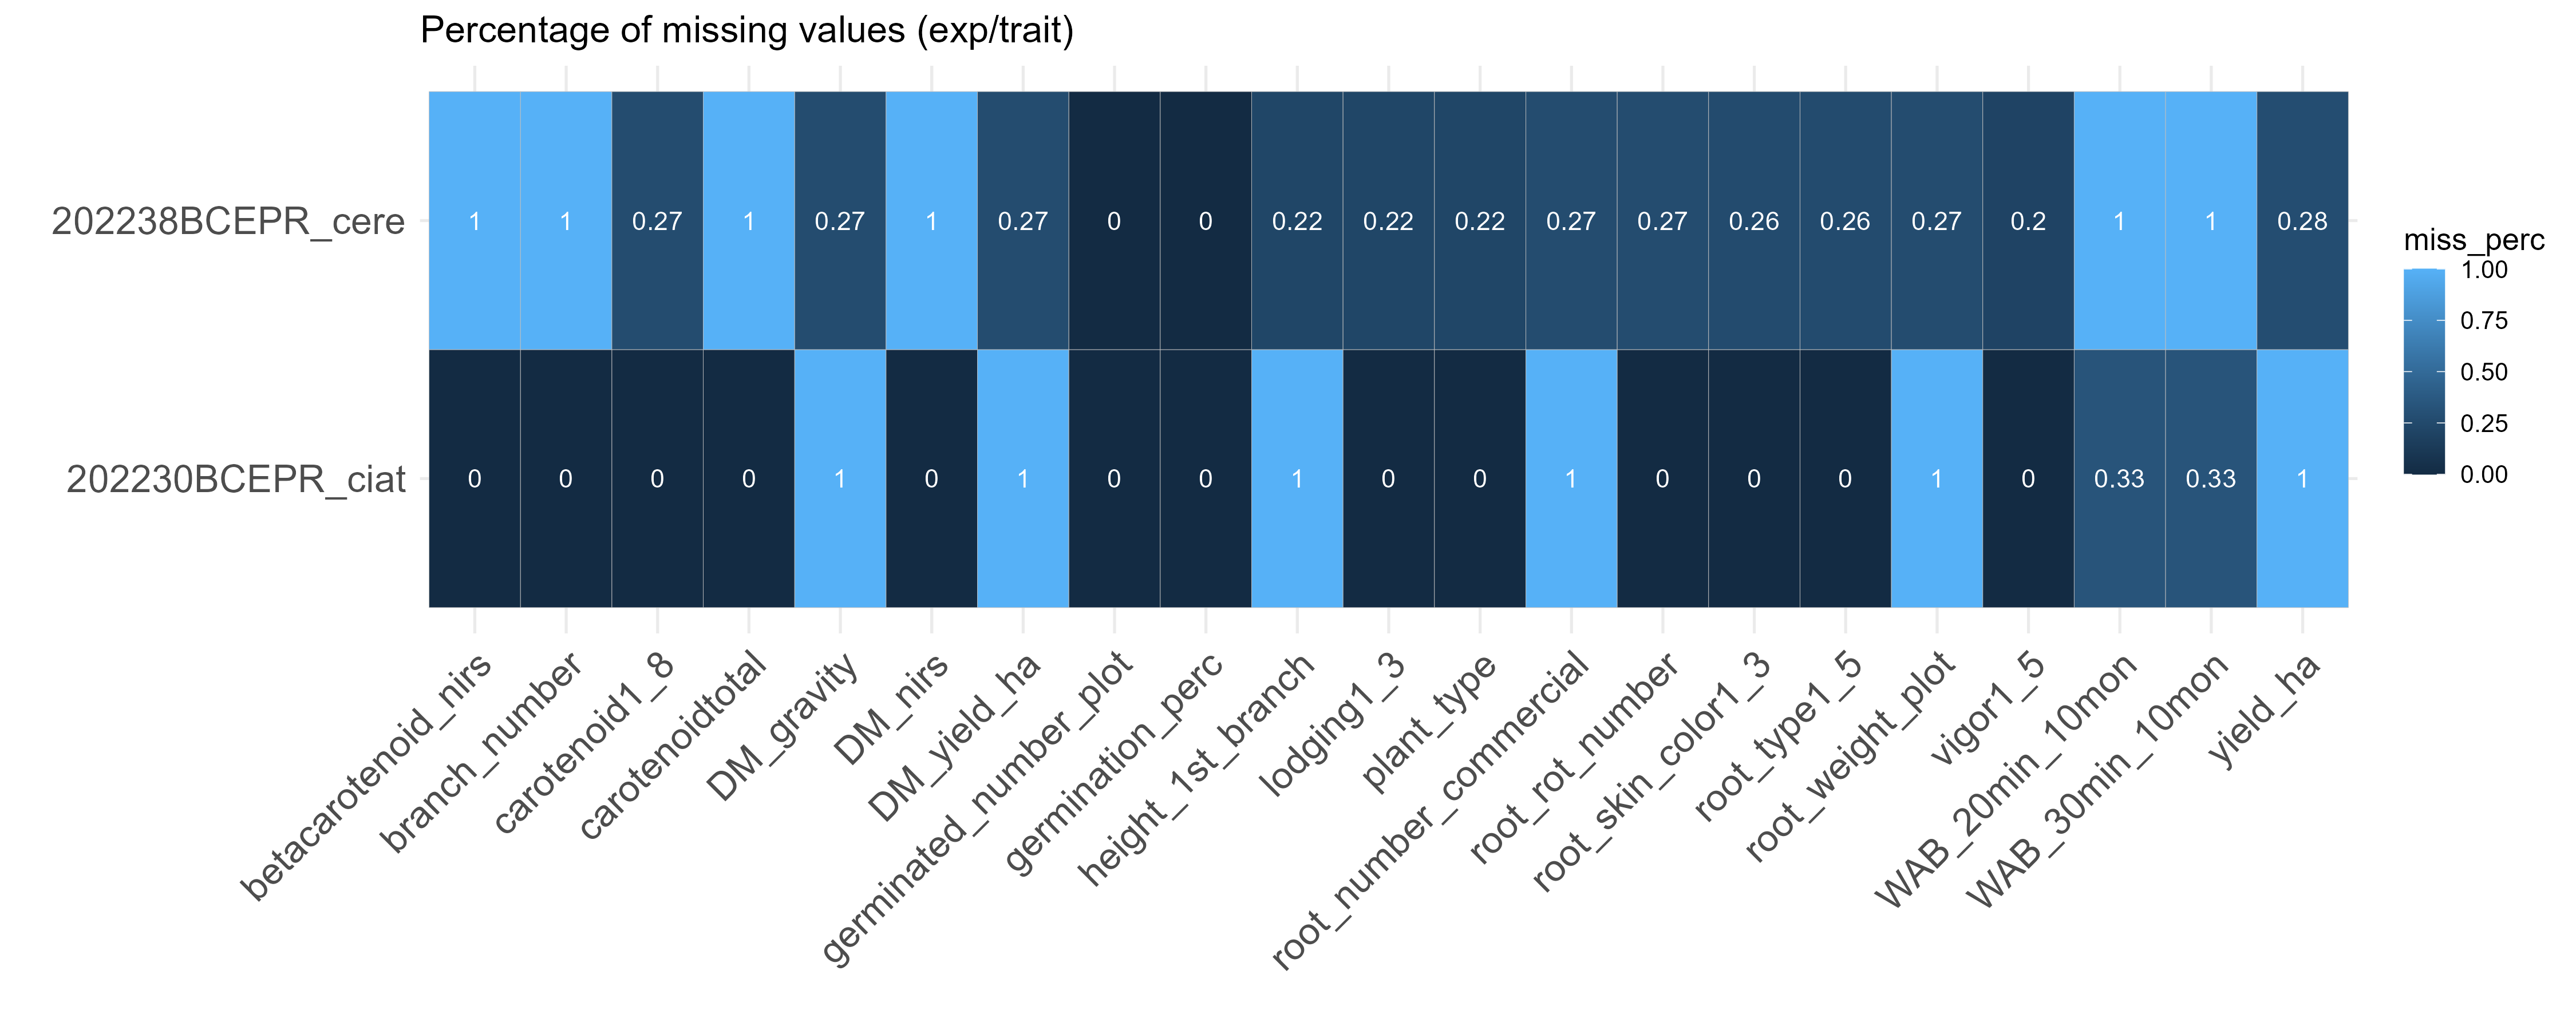 Percentage of missing values (exp/trait)
202238BCEPR_cere
1 1 0.27 1 0.27 1 0.27 0 0 0.22 0.22 0.22 0.27 0.27 0.26 0.26 0.27 0.2 1 1 0.28
202230BCEPR_ciat
0 0 0 0 1 0 1 0 0 1 0 0 1 0 0 0 1 0 0.33 0.33 1
betacarotenoid_nirs
branch_number
carotenoid1_8
carotenoidtotal
DM_gravity
DM_nirs
DM_yield_ha
germinated_number_plot
germination_perc
height_1st_branch
lodging1_3
plant_type
root_number_commercial
root_rot_number
root_skin_color1_3
root_type1_5
root_weight_plot
vigor1_5
WAB_20min_10mon
WAB_30min_10mon
yield_ha
miss_perc
1.00
0.75
0.50
0.25
0.00